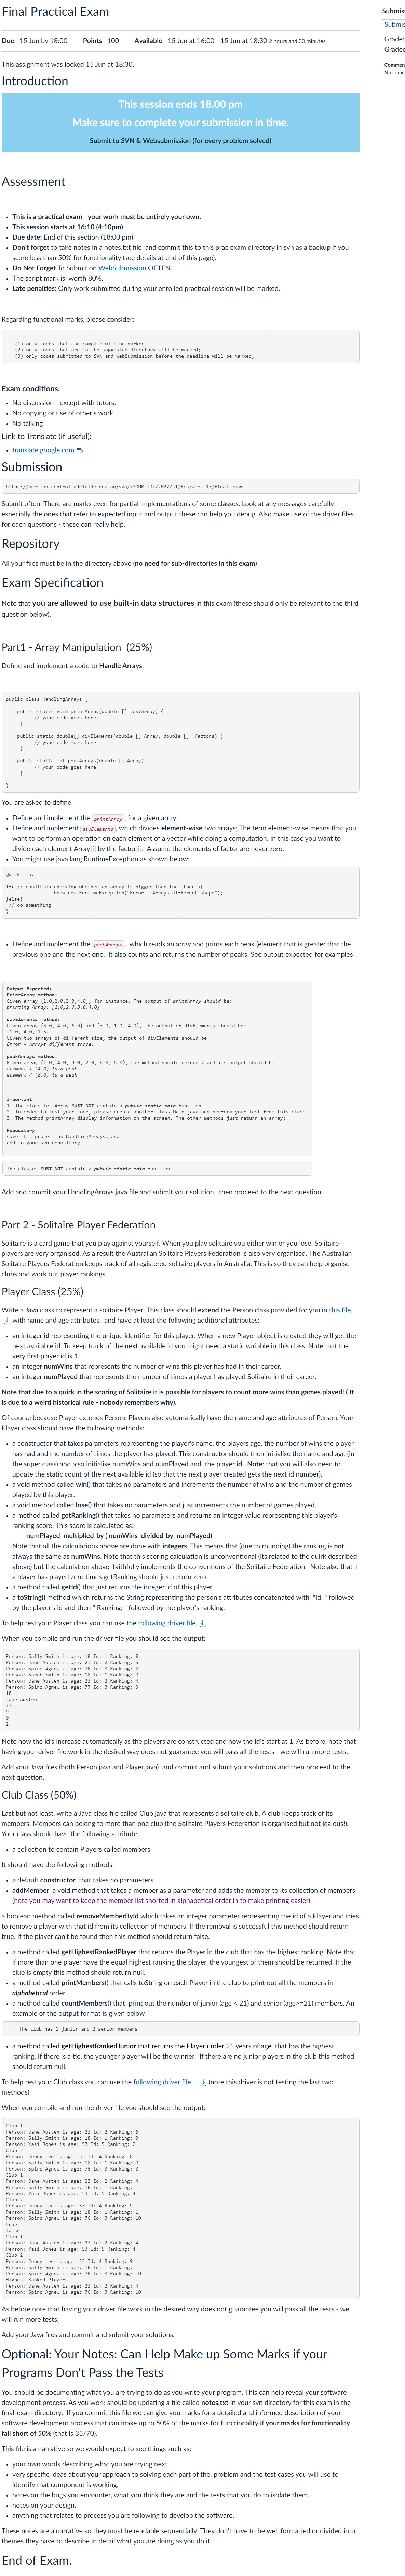 Final Practical Exam
Due 15 Jun by 18:00 Points 100 Available 15 Jun at 16:00 - 15 Jun at 18:30 2 hours and 30 minutes
This assignment was locked 15 Jun at 18:30.
Introduction
This session ends 18.00 pm
Make sure to complete your submission in time.
Submit to SVN & Websubmission (for every problem solved)
Assessment
• This is a practical exam - your work must be entirely your own.
• This session starts at 16:10 (4:10pm)
• Due date: End of this section (18:00 pm).
• Don't forget to take notes in a notes.txt file and commit this to this prac exam directory in svn as a backup if you
score less than 50% for functionality (see details at end of this page).
• Do Not Forget To Submit on WebSubmission OFTEN.
• The script mark is worth 80%.
• Late penalties: Only work submitted during your enrolled practical session will be marked.
Regarding functional marks, please consider:
(1) only codes that can compile will be marked;
(2) only codes that are in the suggested directory will be marked;
(3) only codes submitted to SVN and WebSubmission before the deadline will be marked;
Exam conditions:
• No discussion - except with tutors.
• No copying or use of other's work.
• No talking
Link to Translate (if useful):
• translate.google.com
Submission
https://version-control.adelaide.edu.au/svn/<YOUR-ID>/2022/s1/fcs/week-13/final-exam
Submit often. There are marks even for partial implementations of some classes. Look at any messages carefully -
especially the ones that refer to expected input and output these can help you debug. Also make use of the driver files
for each questions - these can really help.
Repository
All your files must be in the directory above (no need for sub-directories in this exam)
Exam Specification
Note that you are allowed to use built-in data structures in this exam (these should only be relevant to the third
question below).
Part1 - Array Manipulation (25%)
Define and implement a code to Handle Arrays.
public class HandlingArrays {
public static void printArray(double [] testArray) {
// your code goes here
}
public static double[] divElements(double [] Array, double [] factors) {
// your code goes here
}
public static int peakArrays(double [] Array) {
// your code goes here
}
}
You are asked to define:
• Define and implement the printArray, for a given array;
• Define and implement divElements, which divides element-wise two arrays; The term element-wise means that you
want to perform an operation on each element of a vector while doing a computation. In this case you want to
divide each element Array[i] by the factor[i]. Assume the elements of factor are never zero.
• You might use java.lang.RuntimeException as shown below;
Quick tip:
if( // condition checking whether an array is bigger than the other ){
throw new RuntimeException("Error - Arrays different shape");
}else{
// do something
}
• Define and implement the peakArrays, which reads an array and prints each peak (element that is greater that the
previous one and the next one. It also counts and returns the number of peaks. See output expected for examples
Output Expected:
PrintArray method:
Given array {1.0,2.0,3.0,4.0}, for instance. The output of printArray should be:
printing Array: [1.0,2.0,3.0,4.0]
divElements method:
Given array {3.0, 4.0, 6.0} and {3.0, 1.0, 4.0}, the output of divElements should be:
{1.0, 4.0, 1.5}
Given two arrays of different size, the output of divElements should be:
Error - Arrays different shape.
peakArrays method:
Given array {1.0, 4.0, 3.0, 2.0, 8.0, 6.0}, the method should return 2 and its output should be:
element 1 (4.0) is a peak
element 4 (8.0) is a peak
Important
1. The class TestArray MUST NOT contain a public static main function.
2. In order to test your code, please create another class Main.java and perform your test from this class.
3. The method printArray display information on the screen. The other methods just return an array;
Repository
save this project as HandlingArrays.java
add to your svn repository
The classes MUST NOT contain a public static main function.
Add and commit your HandlingArrays.java file and submit your solution, then proceed to the next question.
Part 2 - Solitaire Player Federation
Solitaire is a card game that you play against yourself. When you play solitaire you either win or you lose. Solitaire
players are very organised. As a result the Australian Solitaire Players Federation is also very organised. The Australian
Solitaire Players Federation keeps track of all registered solitaire players in Australia. This is so they can help organise
clubs and work out player rankings.
Player Class (25%)
Write a Java class to represent a solitaire Player. This class should extend the Person class provided for you in this file,
with name and age attributes. and have at least the following additional attributes:
• an integer id representing the unique identifier for this player. When a new Player object is created they will get the
next available id. To keep track of the next available id you might need a static variable in this class. Note that the
very first player id is 1.
• an integer numWins that represents the number of wins this player has had in their career.
• an integer numPlayed that represents the number of times a player has played Solitaire in their career.
Note that due to a quirk in the scoring of Solitaire it is possible for players to count more wins than games played! ( It
is due to a weird historical rule - nobody remembers why).
Of course because Player extends Person, Players also automatically have the name and age attributes of Person. Your
Player class should have the following methods:
• a constructor that takes parameters representing the player's name, the players age, the number of wins the player
has had and the number of times the player has played. This constructor should then initialise the name and age (in
the super class) and also initialise numWins and numPlayed and the player id. Note: that you will also need to
update the static count of the next available id (so that the next player created gets the next id number).
• a void method called win() that takes no parameters and increments the number of wins and the number of games
played by this player.
• a void method called lose() that takes no parameters and just increments the number of games played.
• a method called getRanking() that takes no parameters and returns an integer value representing this player's
ranking score. This score is calculated as:
numPlayed multiplied-by ( numWins divided-by numPlayed)
Note that all the calculations above are done with integers. This means that (due to rounding) the ranking is not
always the same as numWins. Note that this scoring calculation is unconventional (its related to the quirk described
above) but the calculation above faithfully implements the conventions of the Solitaire Federation. Note also that if
a player has played zero times getRanking should just return zero.
• a method called getId() that just returns the integer id of this player.
• a toString() method which returns the String representing the person's attributes concatenated with "Id: " followed
by the player's id and then " Ranking: " followed by the player's ranking.
To help test your Player class you can use the following driver file.
When you compile and run the driver file you should see the output:
Person: Sally Smith is age: 18 Id: 1 Ranking: 0
Person: Jane Austen is age: 23 Id: 2 Ranking: 6
Person: Spiro Agnew is age: 76 Id: 3 Ranking: 8
Person: Sarah Smith is age: 18 Id: 1 Ranking: 0
Person: Jane Austen is age: 23 Id: 2 Ranking: 4
Person: Spiro Agnew is age: 77 Id: 3 Ranking: 9
18
Jane Austen
77
9
0
2
Note how the id's increase automatically as the players are constructed and how the id's start at 1. As before, note that
having your driver file work in the desired way does not guarantee you will pass all the tests - we will run more tests.
Add your Java files (both Person.java and Player.java) and commit and submit your solutions and then proceed to the
next question.
Club Class (50%)
Last but not least, write a Java class file called Club.java that represents a solitaire club. A club keeps track of its
members. Members can belong to more than one club (the Solitaire Players Federation is organised but not jealous!).
Your class should have the following attribute:
• a collection to contain Players called members
It should have the following methods:
• a default constructor that takes no parameters.
• addMember a void method that takes a member as a parameter and adds the member to its collection of members
(note you may want to keep the member list shorted in alphabetical order in to make printing easier).
a boolean method called removeMemberById which takes an integer parameter representing the id of a Player and tries
to remove a player with that id from its collection of members. If the removal is successful this method should return
true. If the player can't be found then this method should return false.
• a method called getHighestRankedPlayer that returns the Player in the club that has the highest ranking. Note that
if more than one player have the equal highest ranking the player, the youngest of them should be returned. If the
club is empty this method should return null.
• a method called printMembers() that calls toString on each Player in the club to print out all the members in
alphabetical order.
• a method called countMembers() that print out the number of junior (age < 21) and senior (age>=21) members. An
example of the output format is given below
The club has 1 junior and 2 senior members
• a method called getHighestRankedJunior that returns the Player under 21 years of age that has the highest
ranking. If there is a tie, the younger player will be the winner. If there are no junior players in the club this method
should return null.
To help test your Club class you can use the following driver file. (note this driver is not testing the last two
methods)
When you compile and run the driver file you should see the output:
Club 1
Person: Jane Austen is age: 23 Id: 2 Ranking: 6
Person: Sally Smith is age: 18 Id: 1 Ranking: 0
Person: Yasi Jones is age: 53 Id: 5 Ranking: 2
Club 2
Person: Jenny Lee is age: 33 Id: 4 Ranking: 8
Person: Sally Smith is age: 18 Id: 1 Ranking: 0
Person: Spiro Agnew is age: 76 Id: 3 Ranking: 8
Club 1
Person: Jane Austen is age: 23 Id: 2 Ranking: 4
Person: Sally Smith is age: 18 Id: 1 Ranking: 1
Person: Yasi Jones is age: 53 Id: 5 Ranking: 4
Club 2
Person: Jenny Lee is age: 33 Id: 4 Ranking: 9
Person: Sally Smith is age: 18 Id: 1 Ranking: 1
Person: Spiro Agnew is age: 76 Id: 3 Ranking: 10
true
false
Club 1
Person: Jane Austen is age: 23 Id: 2 Ranking: 4
Person: Yasi Jones is age: 53 Id: 5 Ranking: 4
Club 2
Person: Jenny Lee is age: 33 Id: 4 Ranking: 9
Person: Sally Smith is age: 18 Id: 1 Ranking: 1
Person: Spiro Agnew is age: 76 Id: 3 Ranking: 10
Highest Ranked Players
Person: Jane Austen is age: 23 Id: 2 Ranking: 4
Person: Spiro Agnew is age: 76 Id: 3 Ranking: 10
As before note that having your driver file work in the desired way does not guarantee you will pass all the tests - we
will run more tests.
Add your Java files and commit and submit your solutions.
Optional: Your Notes: Can Help Make up Some Marks if your
Programs Don't Pass the Tests
You should be documenting what you are trying to do as you write your program. This can help reveal your software
development process. As you work should be updating a file called notes.txt in your svn directory for this exam in the
final-exam directory. If you commit this file we can give you marks for a detailed and informed description of your
software development process that can make up to 50% of the marks for functionality if your marks for functionality
fall short of 50% (that is 35/70).
This file is a narrative so we would expect to see things such as:
• your own words describing what you are trying next.
• very specific ideas about your approach to solving each part of the. problem and the test cases you will use to
identify that component is working.
• notes on the bugs you encounter, what you think they are and the tests that you do to isolate them.
• notes on your design.
• anything that relates to process you are following to develop the software.
These notes are a narrative so they must be readable sequentially. They don't have to be well formatted or divided into
themes they have to describe in detail what you are doing as you do it.
End of Exam.
Submiss
Submis
Grade:
Graded
Commen
No comm